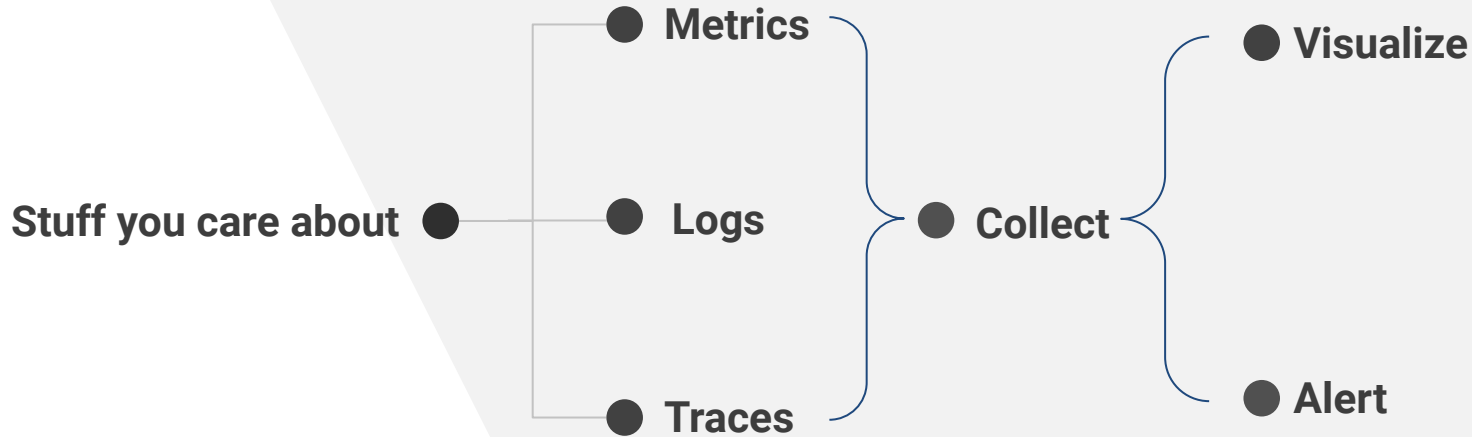 Stuff you care about
Metrics
Logs
Traces
Collect
Visualize
Alert